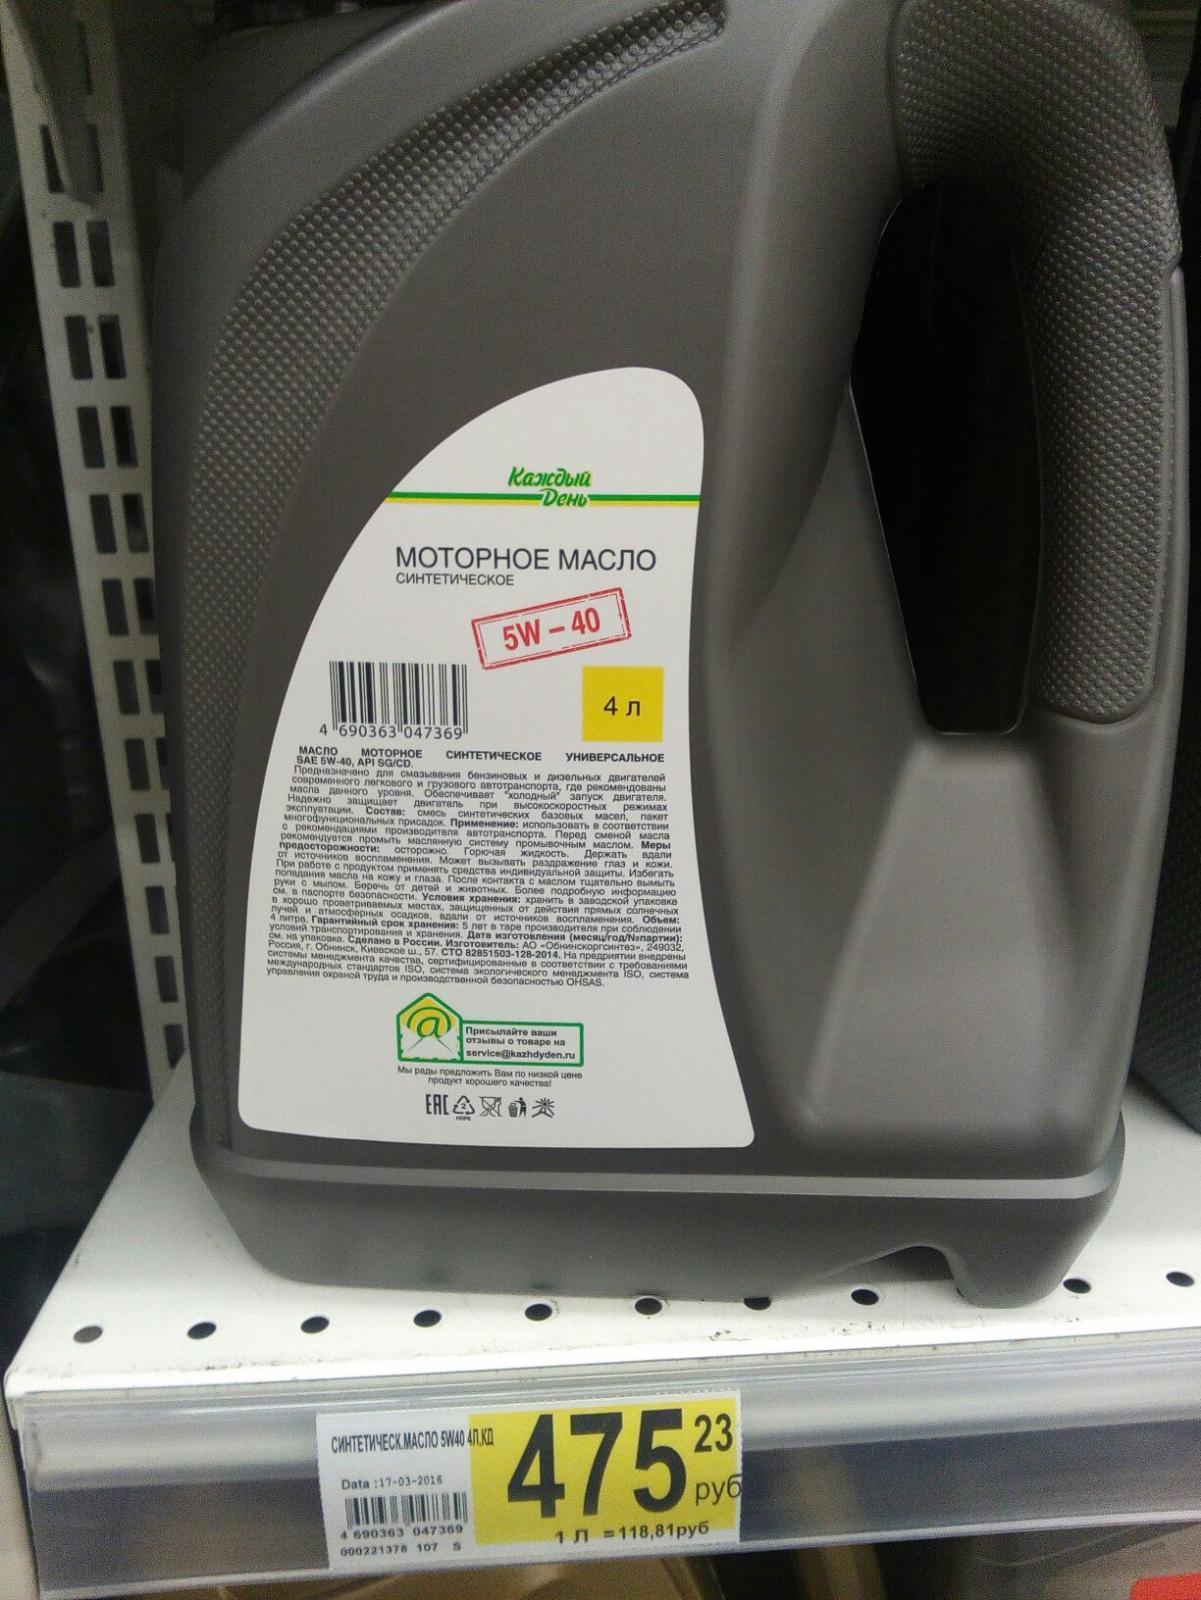 Каждый
День
МОТОРНОЕ МАСЛО
СИНТЕТИЧЕСКОЕ
5W – 40
4 л
4 690363 047369
МАСЛО МОТОРНОЕ СИНТЕТИЧЕСКОЕ УНИВЕРСАЛЬНОЕ
SAE 5W-40, API SG/CD.
Предназначено для смазывания бензиновых и дизельных двигателей
современного легкового и грузового автотранспорта, где рекомендованы
масла данного уровня. Обеспечивает "холодный" запуск двигателя.
Надежно защищает двигатель при высокоскоростных режимах
эксплуатации. Состав: смесь синтетических базовых масел, пакет
многофункциональных присадок. Применение: использовать в соответствии
с рекомендациями производителя автотранспорта. Перед сменой масла
рекомендуется промыть маслянную систему промывочным маслом. Меры
предосторожности: осторожно. Горючая жидкость. Держать вдали
от источников воспламенения. Может вызывать раздражение глаз и кожи.
При работе с продуктом применять средства индивидуальной защиты. Избегать
попадания масла на кожу и глаза. После контакта с маслом тщательно вымыть
руки с мылом. Беречь от детей и животных. Более подробную информацию
см. в паспорте безопасности. Условия хранения: хранить в заводской упаковке
в хорошо проветриваемых местах, защищенных от действия прямых солнечных
лучей и атмосферных осадков, вдали от источников воспламенения. Объем:
4 литра. Гарантийный срок хранения: 5 лет в таре производителя при соблюдении
условий транспортирования и хранения. Дата изготовления (месяц/год/№партии):
см. на упаковке. Сделано в России. Изготовитель: АО «Обнинскоргсинтез», 249032,
Россия, г. Обнинск, Киевское ш., 57. СТО 82851503-128-2014. На предприятии внедрены
системы менеджмента качества, сертифицированные в соответствии с требованиями
международных стандартов ISO, система экологического менеджмента ISO, система
управления охраной труда и производственной безопасностью OHSAS.
@
Присылайте ваши
отзывы о товаре на
service@kazhdyden.ru
Мы рады предложить Вам по низкой цене
продукт хорошего качества!
EAC 2
HDPE
СИНТЕТИЧЕСК.МАСЛО 5W40 4Л,КД
475 23
руб
Data :17-03-2016
4 690363 047369
1 Л =118,81руб
000221378 107 S